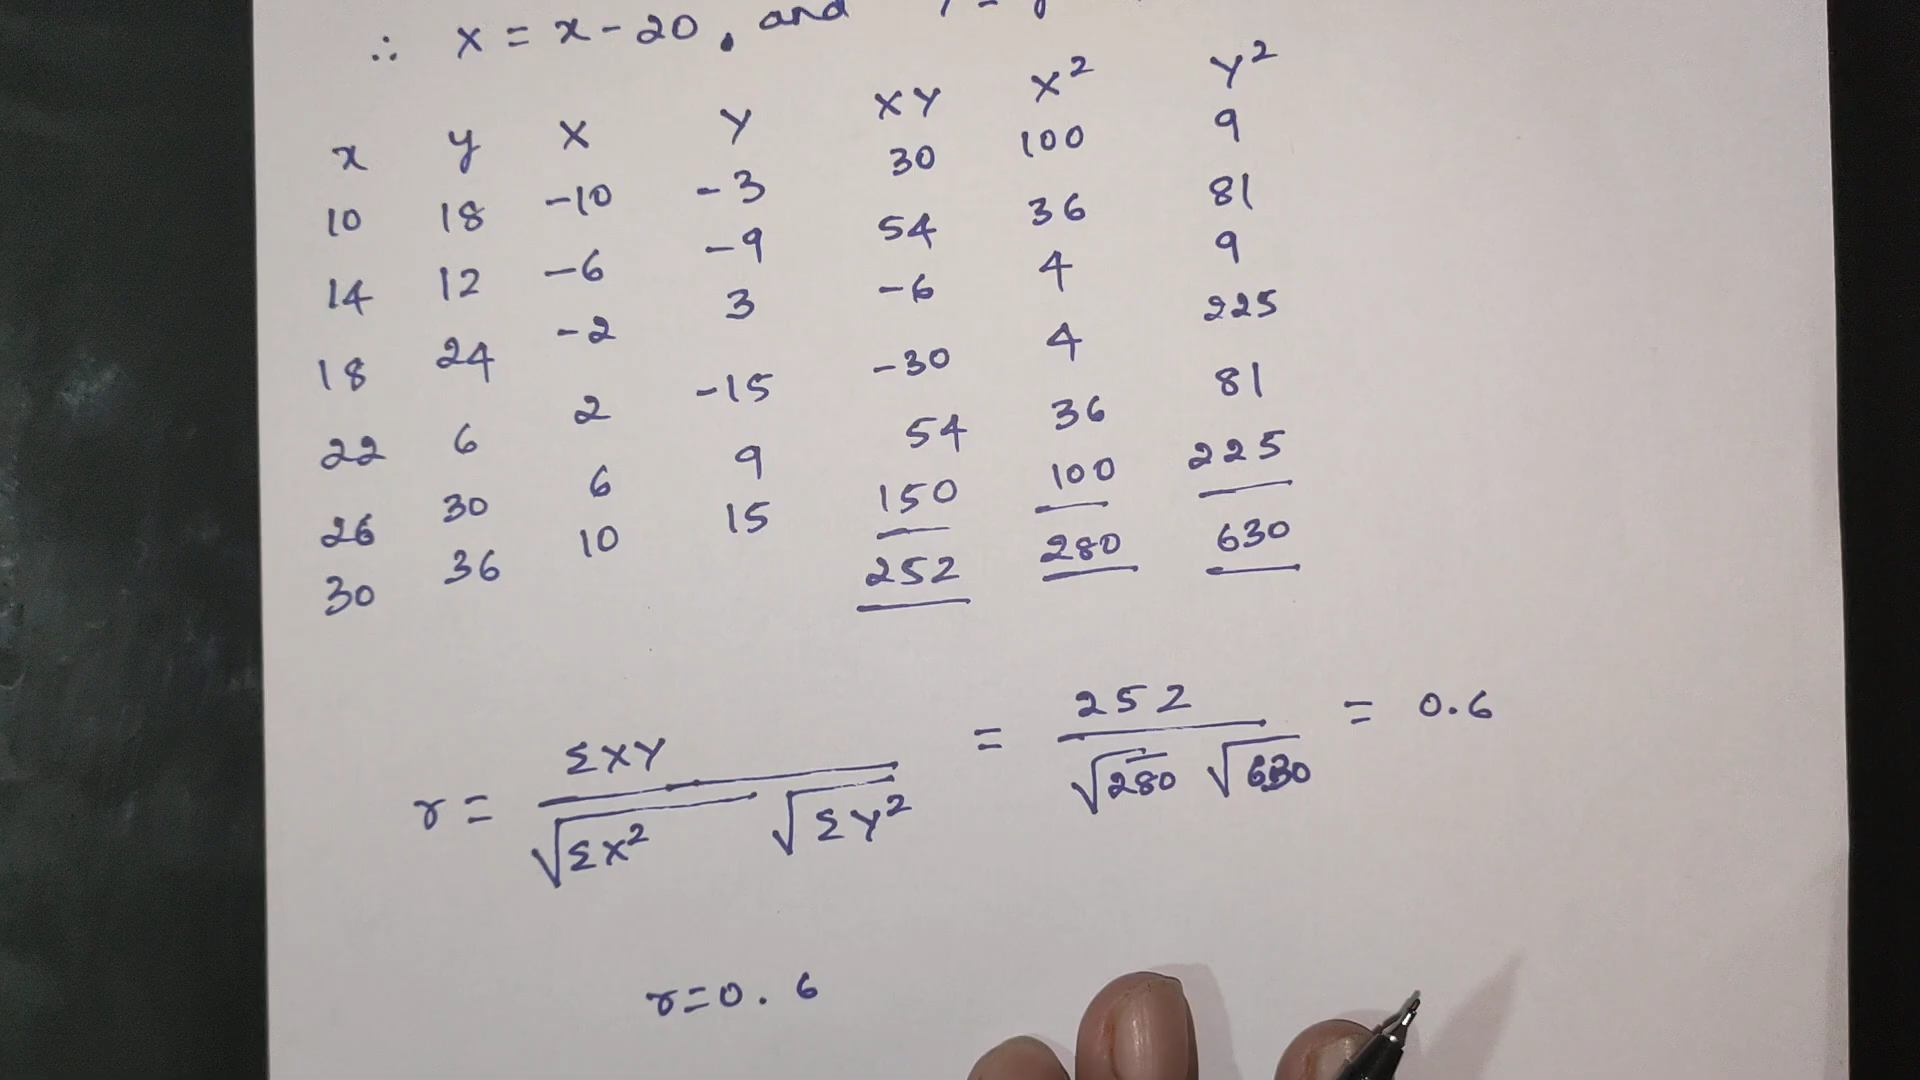 ∴ X = x - 20, and
x y X Y XY X² Y²
10 18 -10 -3 30 100 9
14 12 -6 -9 54 36 81
18 24 -2 3 -6 4 9
22 6 2 -15 -30 4 225
26 30 6 9 54 36 81
30 36 10 15 150 100 225
252 280 630
r = ΣXY / √ΣX² √ΣY² = 252 / √280 √630 = 0.6
r = 0.6